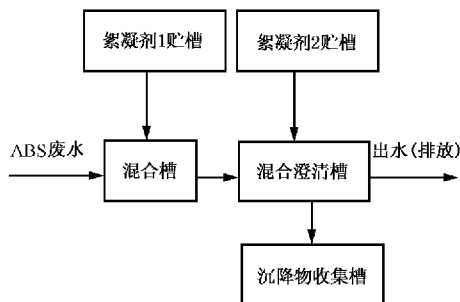 絮凝剂1贮槽
絮凝剂2贮槽
ABS废水
混合槽
混合澄清槽
出水(排放)
沉降物收集槽